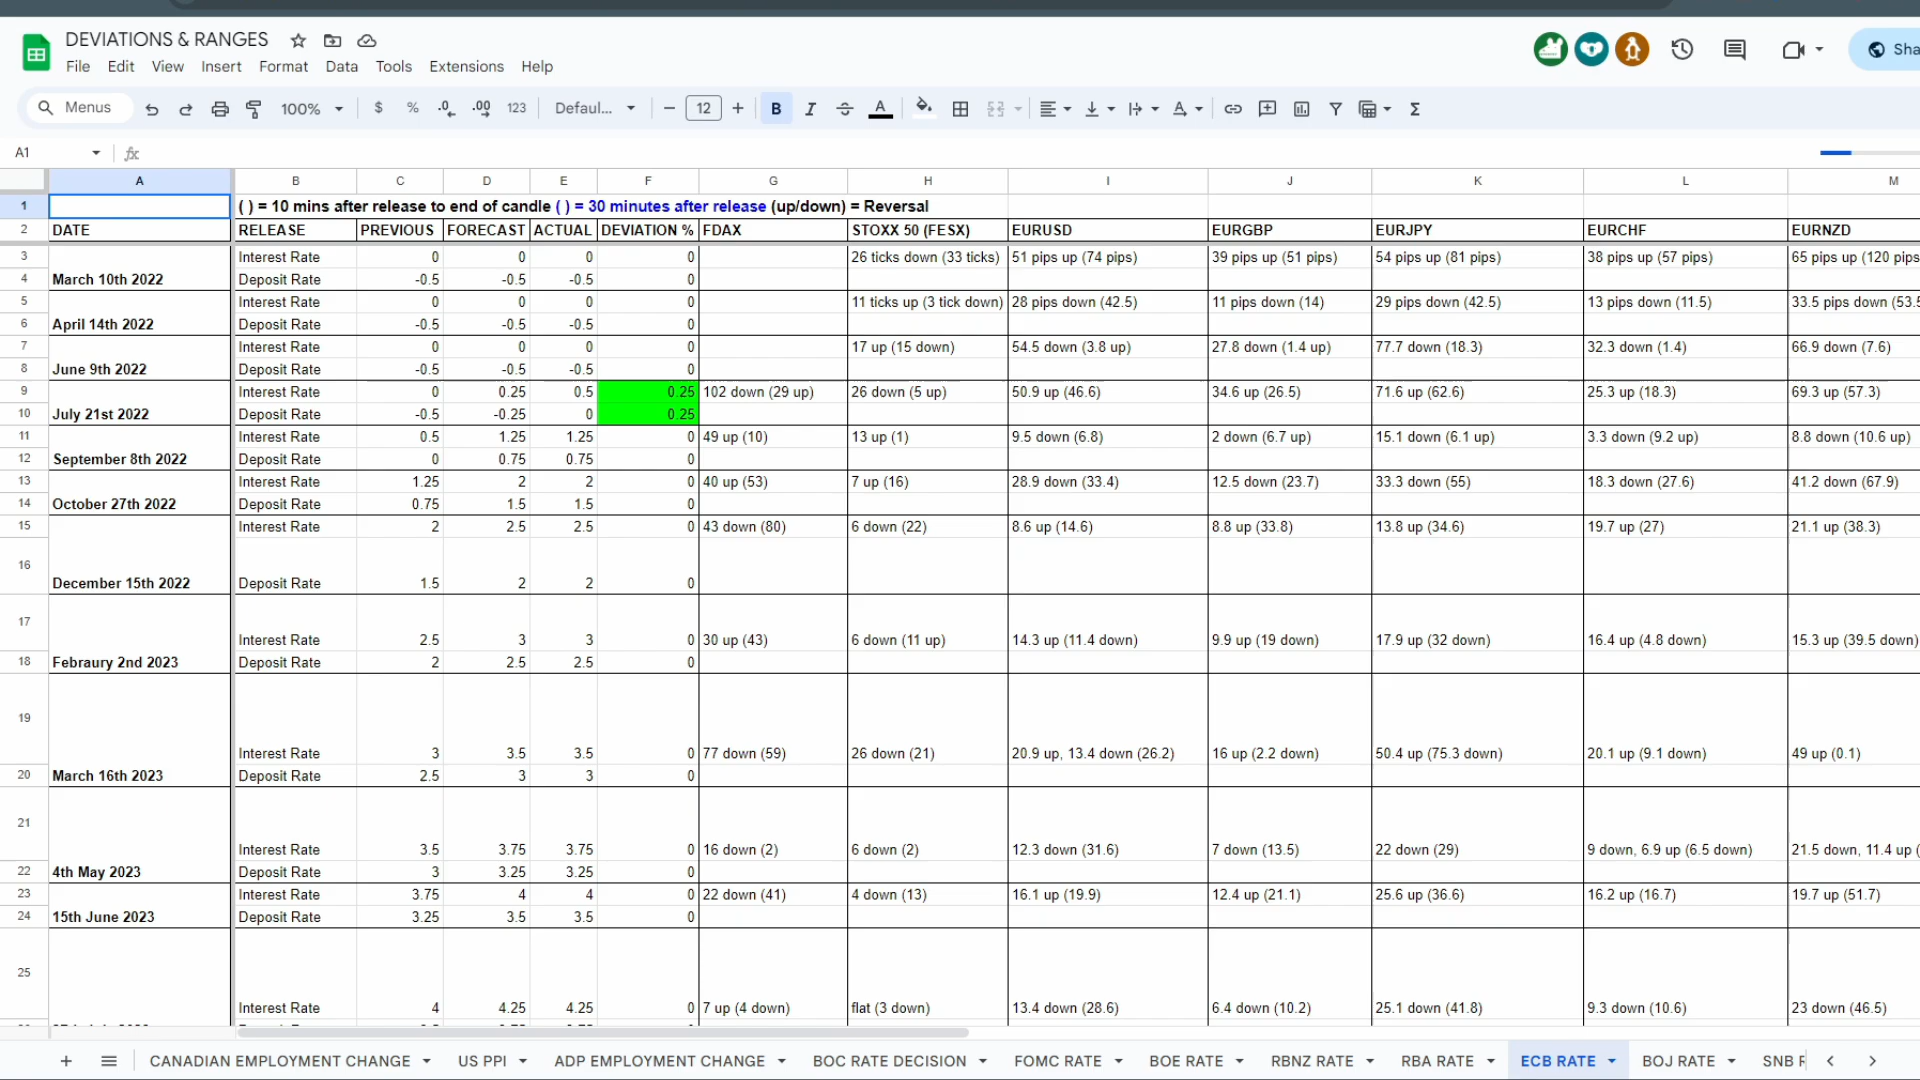 DEVIATIONS & RANGES
File Edit View Insert Format Data Tools Extensions Help
Sha
Menus 100% $ % .0 .00 123 Defaul... 12 B I A Σ
A1 fx
A B C D E F G H I J K L M
1 ( ) = 10 mins after release to end of candle ( ) = 30 minutes after release (up/down) = Reversal
2 DATE RELEASE PREVIOUS FORECAST ACTUAL DEVIATION % FDAX STOXX 50 (FESX) EURUSD EURGBP EURJPY EURCHF EURNZD
3 Interest Rate 0 0 0 0 26 ticks down (33 ticks) 51 pips up (74 pips) 39 pips up (51 pips) 54 pips up (81 pips) 38 pips up (57 pips) 65 pips up (120 pips
4 March 10th 2022 Deposit Rate -0.5 -0.5 -0.5 0
5 Interest Rate 0 0 0 0 11 ticks up (3 tick down) 28 pips down (42.5) 11 pips down (14) 29 pips down (42.5) 13 pips down (11.5) 33.5 pips down (53.5
6 April 14th 2022 Deposit Rate -0.5 -0.5 -0.5 0
7 Interest Rate 0 0 0 0 17 up (15 down) 54.5 down (3.8 up) 27.8 down (1.4 up) 77.7 down (18.3) 32.3 down (1.4) 66.9 down (7.6)
8 June 9th 2022 Deposit Rate -0.5 -0.5 -0.5 0
9 Interest Rate 0 0.25 0.5 0.25 102 down (29 up) 26 down (5 up) 50.9 up (46.6) 34.6 up (26.5) 71.6 up (62.6) 25.3 up (18.3) 69.3 up (57.3)
10 July 21st 2022 Deposit Rate -0.5 -0.25 0 0.25
11 Interest Rate 0.5 1.25 1.25 0 49 up (10) 13 up (1) 9.5 down (6.8) 2 down (6.7 up) 15.1 down (6.1 up) 3.3 down (9.2 up) 8.8 down (10.6 up)
12 September 8th 2022 Deposit Rate 0 0.75 0.75 0
13 Interest Rate 1.25 2 2 0 40 up (53) 7 up (16) 28.9 down (33.4) 12.5 down (23.7) 33.3 down (55) 18.3 down (27.6) 41.2 down (67.9)
14 October 27th 2022 Deposit Rate 0.75 1.5 1.5 0
15 Interest Rate 2 2.5 2.5 0 43 down (80) 6 down (22) 8.6 up (14.6) 8.8 up (33.8) 13.8 up (34.6) 19.7 up (27) 21.1 up (38.3)
16 December 15th 2022 Deposit Rate 1.5 2 2 0
17 Interest Rate 2.5 3 3 0 30 up (43) 6 down (11 up) 14.3 up (11.4 down) 9.9 up (19 down) 17.9 up (32 down) 16.4 up (4.8 down) 15.3 up (39.5 down)
18 Febraury 2nd 2023 Deposit Rate 2 2.5 2.5 0
19 Interest Rate 3 3.5 3.5 0 77 down (59) 26 down (21) 20.9 up, 13.4 down (26.2) 16 up (2.2 down) 50.4 up (75.3 down) 20.1 up (9.1 down) 49 up (0.1)
20 March 16th 2023 Deposit Rate 2.5 3 3 0
21 Interest Rate 3.5 3.75 3.75 0 16 down (2) 6 down (2) 12.3 down (31.6) 7 down (13.5) 22 down (29) 9 down, 6.9 up (6.5 down) 21.5 down, 11.4 up (
22 4th May 2023 Deposit Rate 3 3.25 3.25 0
23 Interest Rate 3.75 4 4 0 22 down (41) 4 down (13) 16.1 up (19.9) 12.4 up (21.1) 25.6 up (36.6) 16.2 up (16.7) 19.7 up (51.7)
24 15th June 2023 Deposit Rate 3.25 3.5 3.5 0
25 Interest Rate 4 4.25 4.25 0 7 up (4 down) flat (3 down) 13.4 down (28.6) 6.4 down (10.2) 25.1 down (41.8) 9.3 down (10.6) 23 down (46.5)
CANADIAN EMPLOYMENT CHANGE US PPI ADP EMPLOYMENT CHANGE BOC RATE DECISION FOMC RATE BOE RATE RBNZ RATE RBA RATE ECB RATE BOJ RATE SNB R